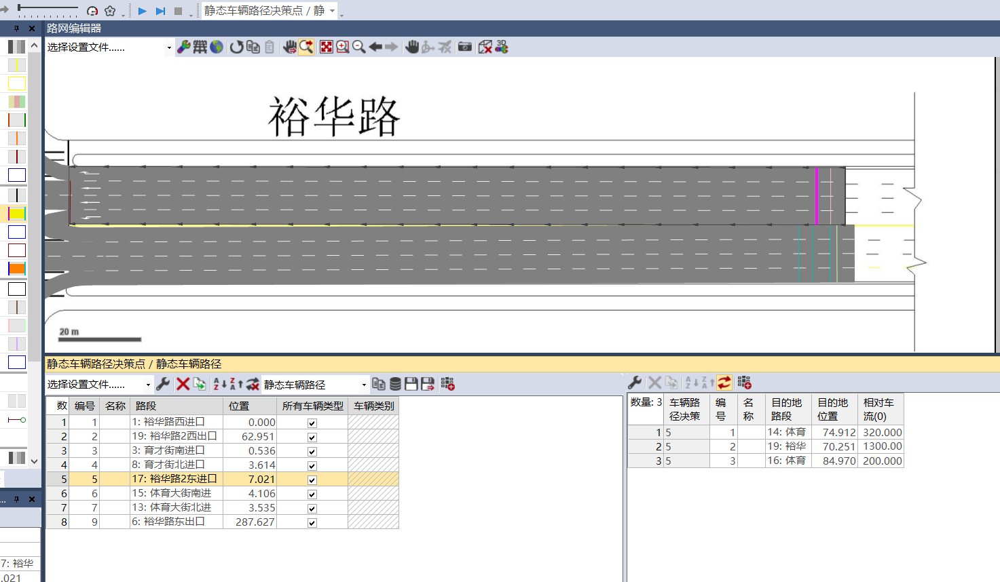 静态车辆路径决策点 / 静
路网编辑器
选择设置文件......
3D
裕华路
20 m
静态车辆路径决策点 / 静态车辆路径
选择设置文件......
静态车辆路径
数 编号 名称 路段 位置 所有车辆类型 车辆类别
1 1 1: 裕华路西进口 0.000
2 2 19: 裕华路2西出口 62.951
3 3 3: 育才街南进口 0.536
4 4 8: 育才街北进口 3.614
5 5 17: 裕华路2东进口 7.021
6 6 15: 体育大街南进 4.106
7 7 13: 体育大街北进 3.535
8 9 6: 裕华路东出口 287.627
数量: 3 车辆路径决策 编号 名称 目的地路段 目的地位置 相对车流(0)
1 5 1 14: 体育 74.912 320.000
2 5 2 19: 裕华 70.251 1300.00
3 5 3 16: 体育 84.970 200.000
7: 裕华
.021